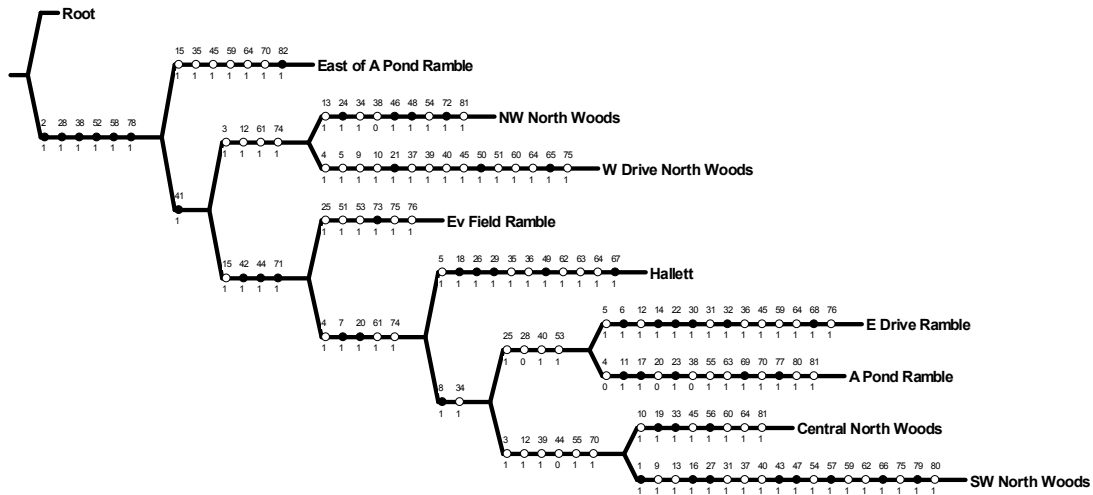 Root
15 35 45 59 64 70 82
East of A Pond Ramble
1 1 1 1 1 1 1
13 24 34 38 46 48 54 72 81
NW North Woods
1 1 1 0 1 1 1 1 1
2 28 38 52 58 78
1 1 1 1 1 1
3 12 61 74
1 1 1 1
4 5 9 10 21 37 39 40 45 50 51 60 64 65 75
W Drive North Woods
1 1 1 1 1 1 1 1 1 1 1 1 1 1 1
41
1
25 51 53 73 75 76
Ev Field Ramble
1 1 1 1 1 1
15 42 44 71
1 1 1 1
5 18 26 29 35 36 49 62 63 64 67
Hallett
1 1 1 1 1 1 1 1 1 1 1
4 7 20 61 74
1 1 1 1 1
5 6 12 14 22 30 31 32 36 45 59 64 68 76
E Drive Ramble
1 1 1 1 1 1 1 1 1 1 1 1 1 1
25 28 40 53
1 0 1 1
4 11 17 20 23 38 55 63 69 70 77 80 81
A Pond Ramble
0 1 1 0 1 0 1 1 1 1 1 1 1
8 34
1 1
10 19 33 45 56 60 64 81
Central North Woods
1 1 1 1 1 1 1 1
3 12 39 44 55 70
1 1 1 0 1 1
1 9 13 16 27 31 37 40 43 47 54 57 59 62 66 75 79 80
SW North Woods
1 1 1 1 1 1 1 1 1 1 1 1 1 1 1 1 1 1